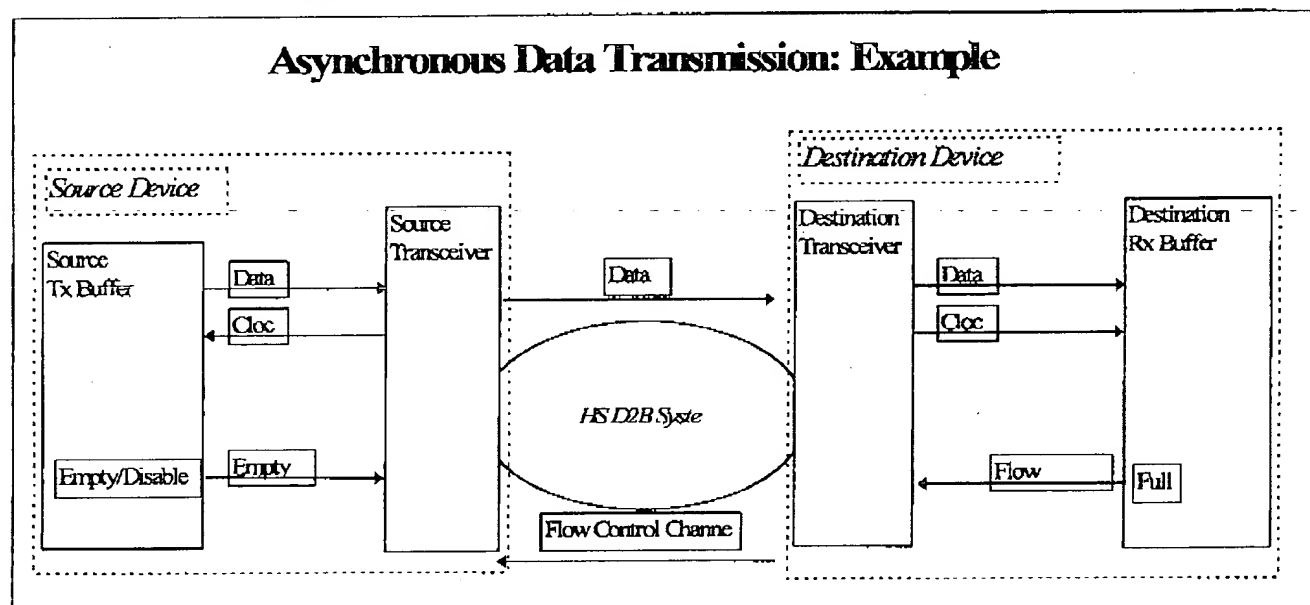 Asynchronous Data Transmission: Example
Source Device
Destination Device
Source
Tx Buffer
Source
Transceiver
Destination
Transceiver
Destination
Rx Buffer
Data
Cloc
Data
Data
Cloc
HS D2B Syste
Empty/Disable
Empty
Flow
Full
Flow Control Channe